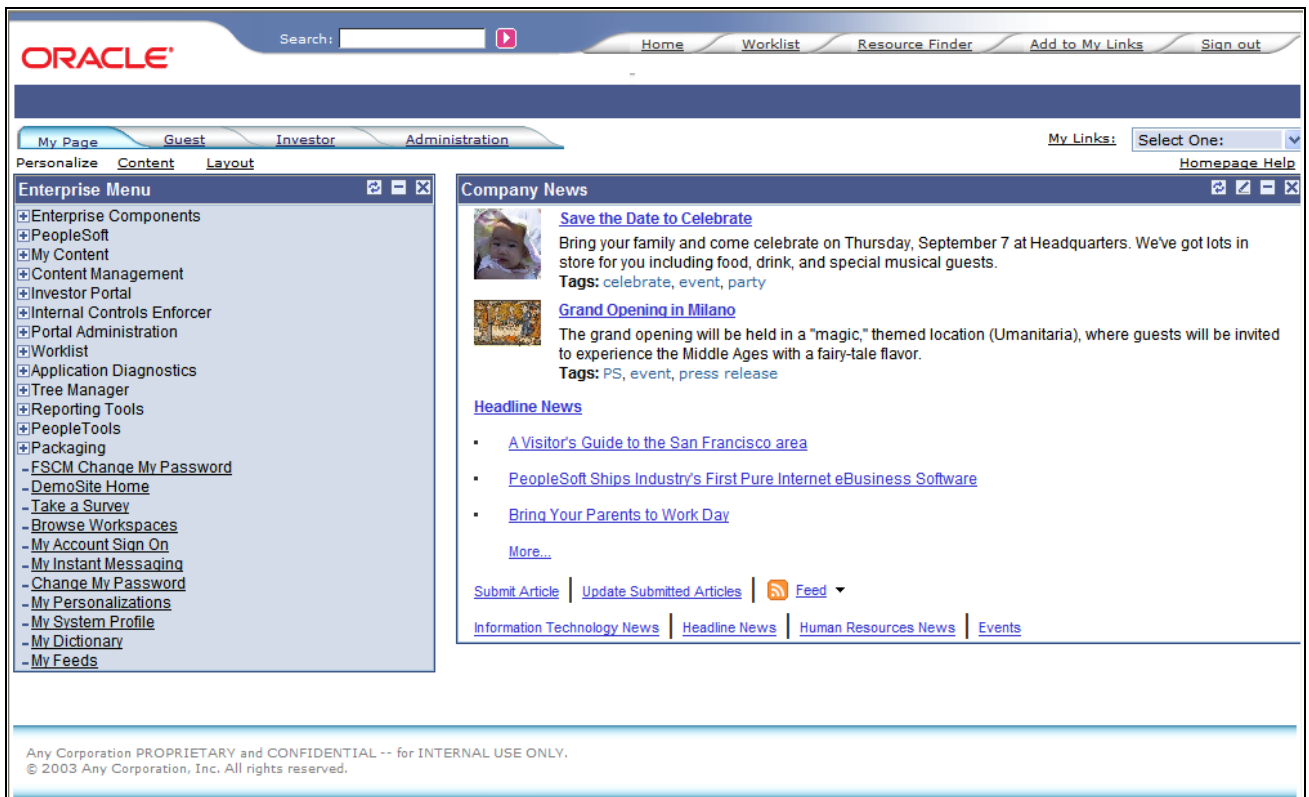 ORACLE
Search:
Home Worklist Resource Finder Add to My Links Sign out
My Page Guest Investor Administration
My Links: Select One:
Personalize Content Layout
Homepage Help
Enterprise Menu
Enterprise Components
PeopleSoft
My Content
Content Management
Investor Portal
Internal Controls Enforcer
Portal Administration
Worklist
Application Diagnostics
Tree Manager
Reporting Tools
PeopleTools
Packaging
FSCM Change My Password
DemoSite Home
Take a Survey
Browse Workspaces
My Account Sign On
My Instant Messaging
Change My Password
My Personalizations
My System Profile
My Dictionary
My Feeds
Company News
Save the Date to Celebrate
Bring your family and come celebrate on Thursday, September 7 at Headquarters. We've got lots in
store for you including food, drink, and special musical guests.
Tags: celebrate, event, party
Grand Opening in Milano
The grand opening will be held in a "magic," themed location (Umanitaria), where guests will be invited
to experience the Middle Ages with a fairy-tale flavor.
Tags: PS, event, press release
Headline News
A Visitor's Guide to the San Francisco area
PeopleSoft Ships Industry's First Pure Internet eBusiness Software
Bring Your Parents to Work Day
More...
Submit Article | Update Submitted Articles | Feed
Information Technology News | Headline News | Human Resources News | Events
Any Corporation PROPRIETARY and CONFIDENTIAL -- for INTERNAL USE ONLY.
© 2003 Any Corporation, Inc. All rights reserved.